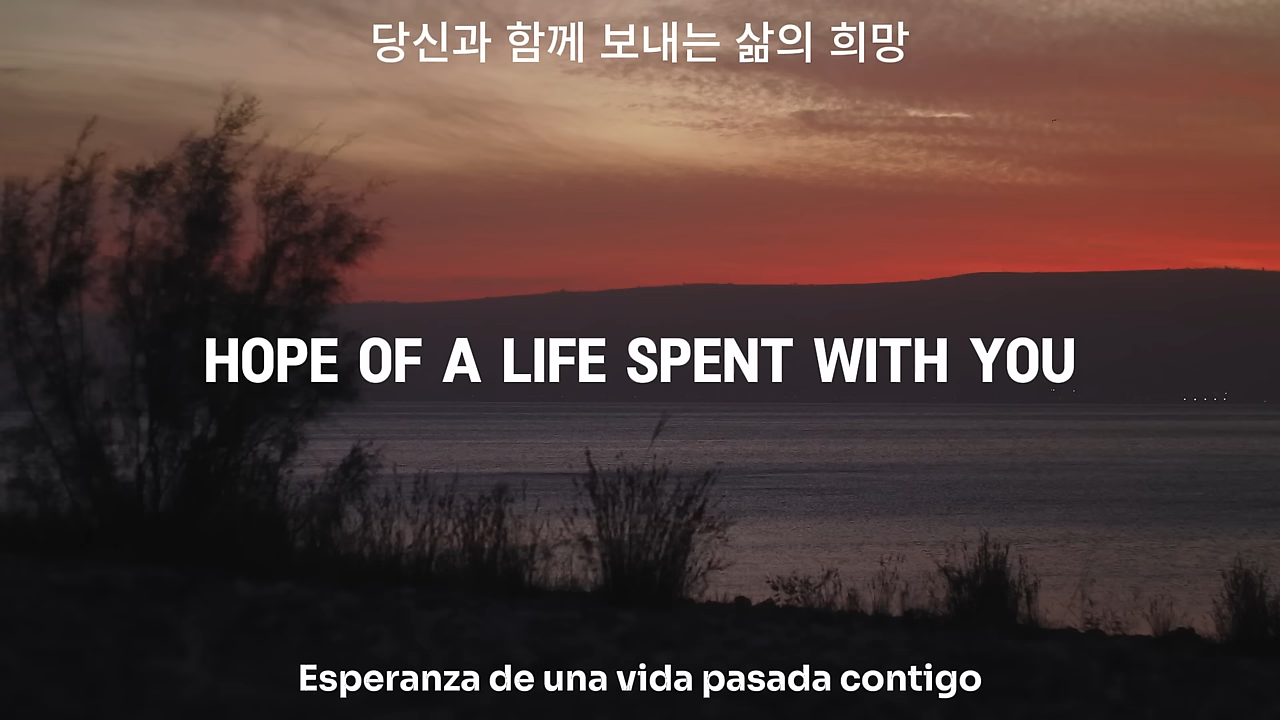 당신과 함께 보내는 삶의 희망
HOPE OF A LIFE SPENT WITH YOU
Esperanza de una vida pasada contigo